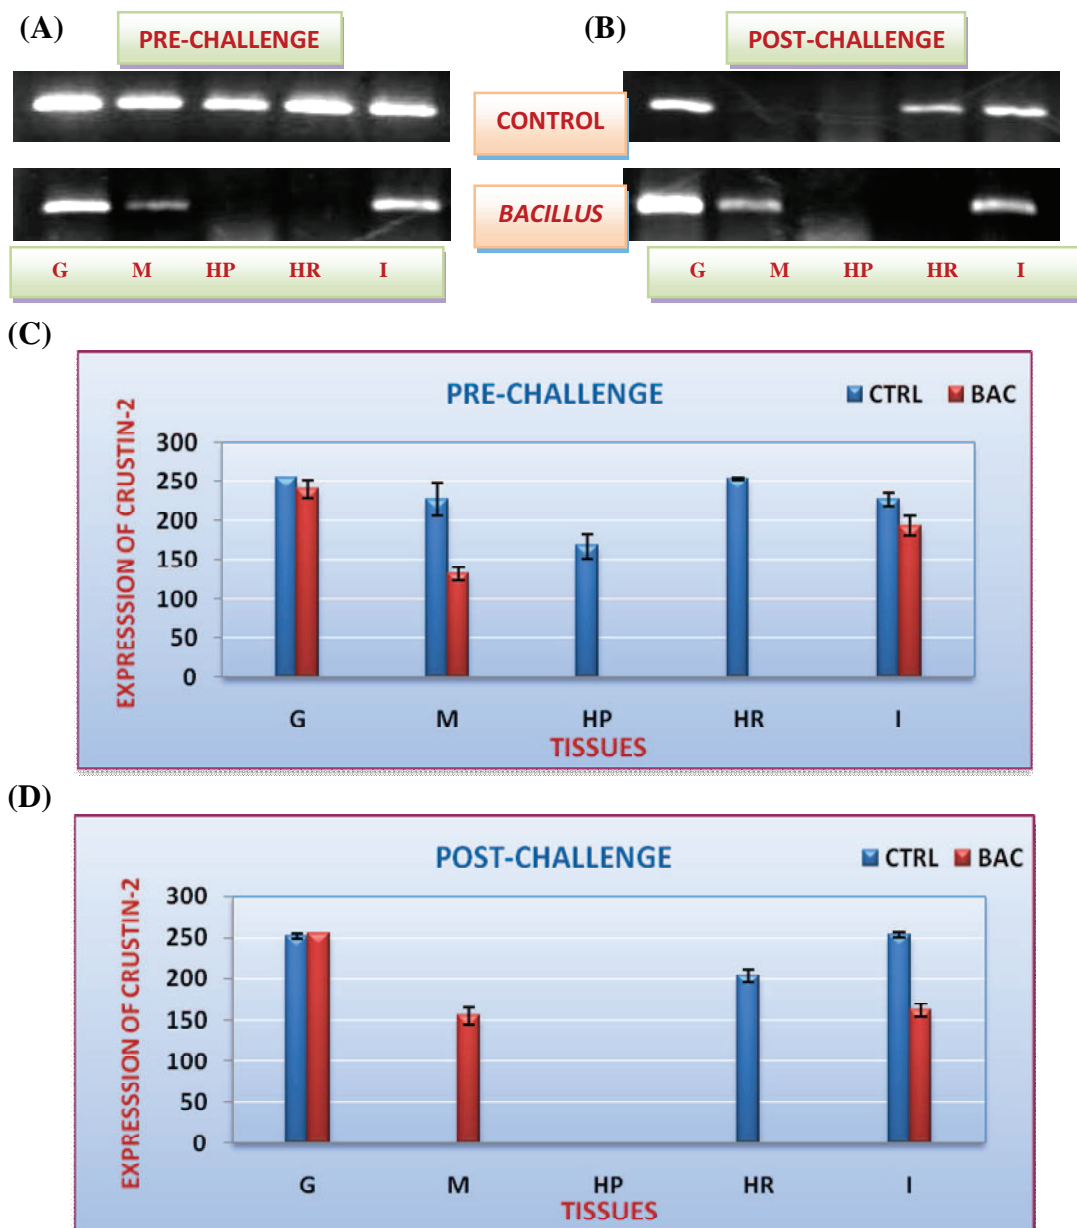 (A)
PRE-CHALLENGE
(B)
POST-CHALLENGE
CONTROL
BACILLUS
G M HP HR I
G M HP HR I
(C)
PRE-CHALLENGE
CTRL BAC
EXPRESSSION OF CRUSTIN-2
300
250
200
150
100
50
0
G M HP HR I
TISSUES
(D)
POST-CHALLENGE
CTRL BAC
EXPRESSSION OF CRUSTIN-2
300
250
200
150
100
50
0
G M HP HR I
TISSUES